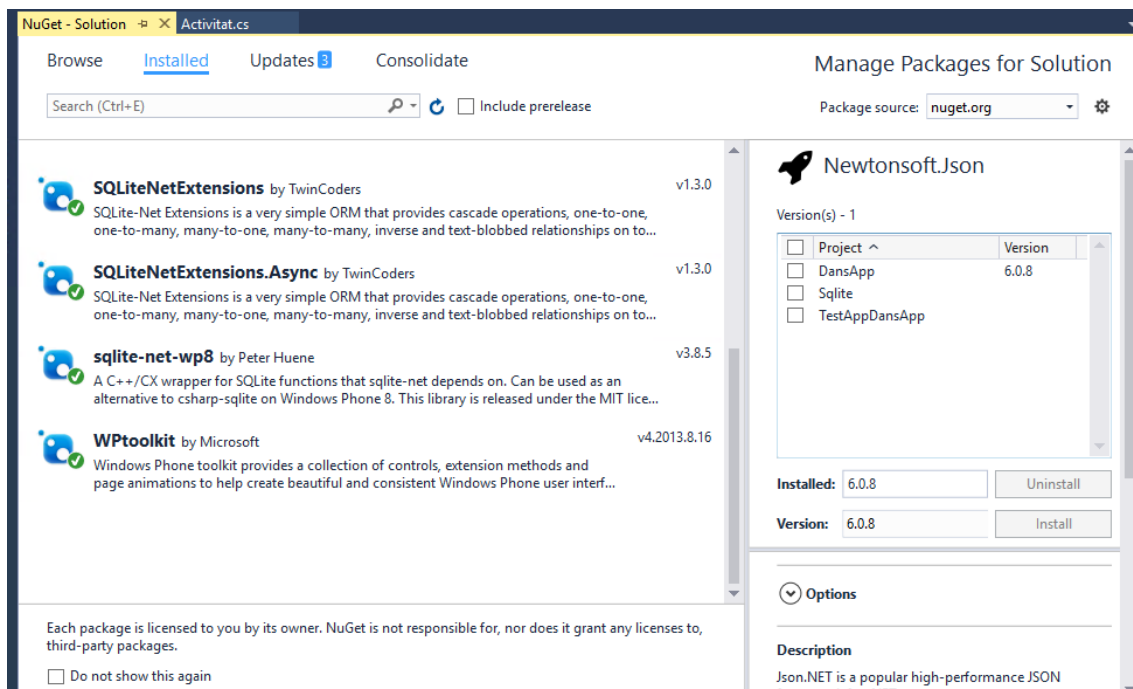 NuGet - Solution
Activitat.cs
Browse
Installed
Updates 3
Consolidate
Manage Packages for Solution
Search (Ctrl+E)
Include prerelease
Package source: nuget.org
SQLiteNetExtensions by TwinCoders
v1.3.0
SQLite-Net Extensions is a very simple ORM that provides cascade operations, one-to-one,
one-to-many, many-to-one, many-to-many, inverse and text-blobbed relationships on to...
SQLiteNetExtensions.Async by TwinCoders
v1.3.0
SQLite-Net Extensions is a very simple ORM that provides cascade operations, one-to-one,
one-to-many, many-to-one, many-to-many, inverse and text-blobbed relationships on to...
sqlite-net-wp8 by Peter Huene
v3.8.5
A C++/CX wrapper for SQLite functions that sqlite-net depends on. Can be used as an
alternative to csharp-sqlite on Windows Phone 8. This library is released under the MIT lice...
WPtoolkit by Microsoft
v4.2013.8.16
Windows Phone toolkit provides a collection of controls, extension methods and
page animations to help create beautiful and consistent Windows Phone user interf...
Each package is licensed to you by its owner. NuGet is not responsible for, nor does it grant any licenses to,
third-party packages.
Do not show this again
Newtonsoft.Json
Version(s) - 1
Project Version
DansApp 6.0.8
Sqlite
TestAppDansApp
Installed: 6.0.8 Uninstall
Version: 6.0.8 Install
Options
Description
Json.NET is a popular high-performance JSON